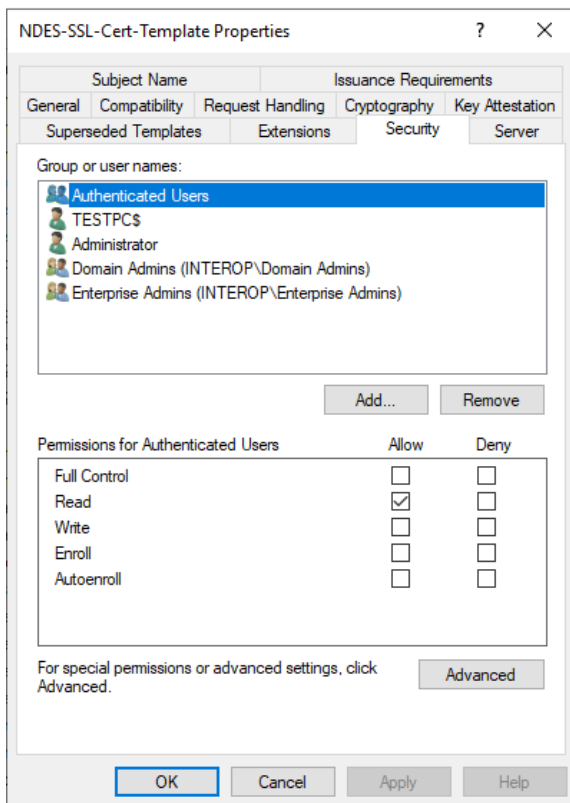 NDES-SSL-Cert-Template Properties ? ×
Subject Name Issuance Requirements
General Compatibility Request Handling Cryptography Key Attestation
Superseded Templates Extensions Security Server
Group or user names:
Authenticated Users
TESTPC$
Administrator
Domain Admins (INTEROP\Domain Admins)
Enterprise Admins (INTEROP\Enterprise Admins)
Add... Remove
Permissions for Authenticated Users Allow Deny
Full Control
Read
Write
Enroll
Autoenroll
For special permissions or advanced settings, click
Advanced. Advanced
OK Cancel Apply Help